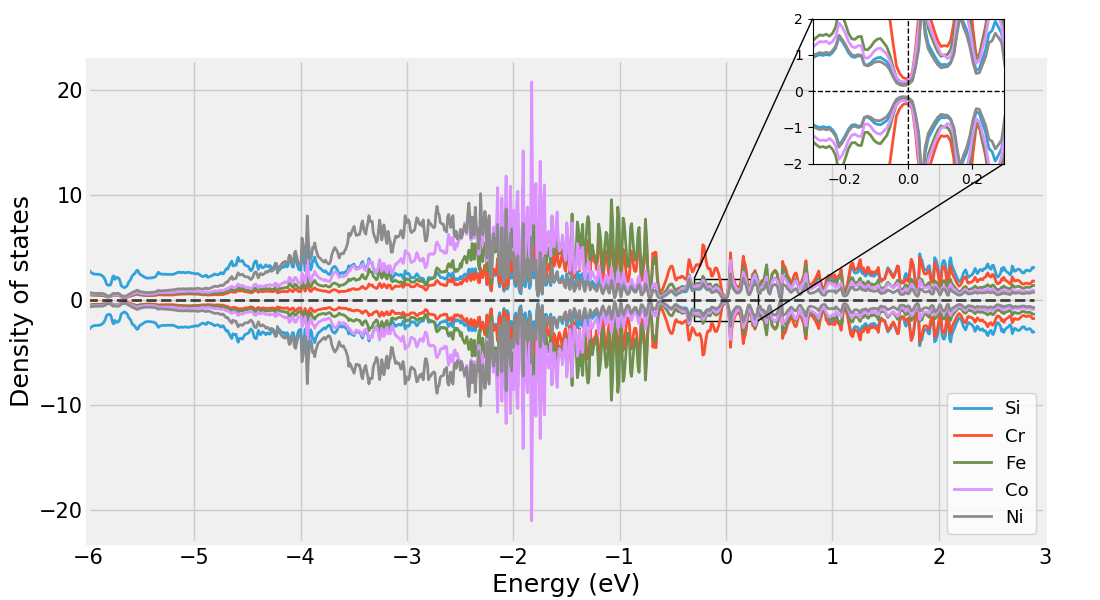 2
1
0
−1
−2
−0.2 0.0 0.2
20
10
0
−10
−20
Density of states
−6 −5 −4 −3 −2 −1 0 1 2 3
Energy (eV)
Si
Cr
Fe
Co
Ni